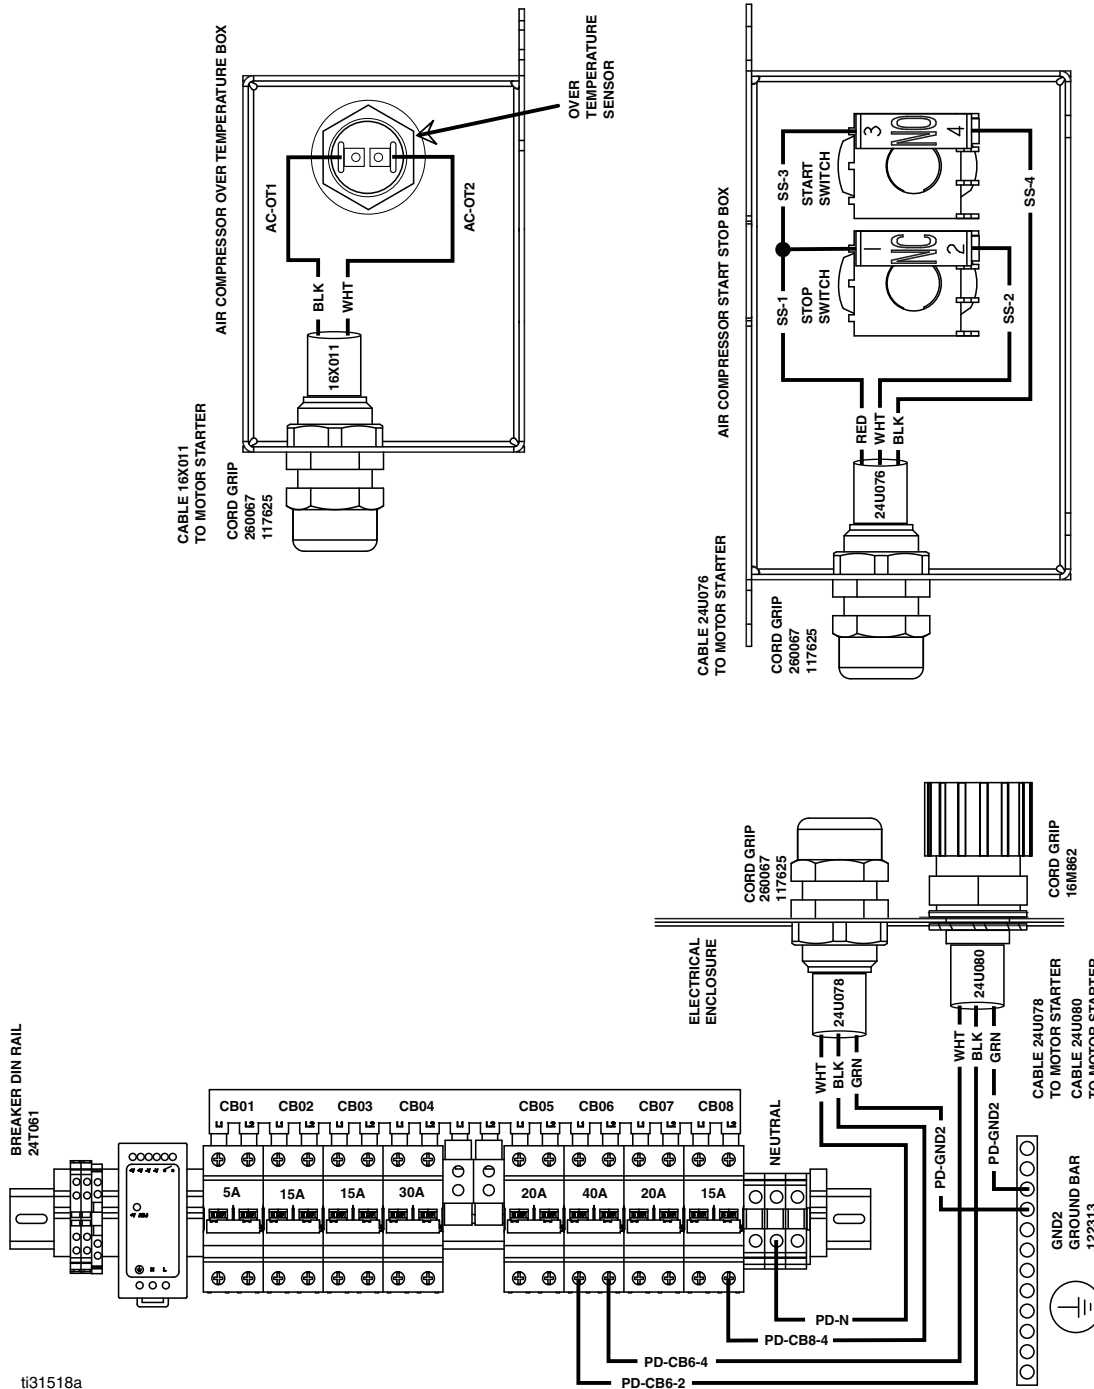 AIR COMPRESSOR OVER TEMPERATURE BOX
OVER
TEMPERATURE
SENSOR
AC-OT1
AC-OT2
BLK
WHT
16X011
CABLE 16X011
TO MOTOR STARTER
CORD GRIP
260067
117625
AIR COMPRESSOR START STOP BOX
SS-3
START
SWITCH
3
NO
4
SS-4
SS-1
STOP
SWITCH
1
NC
2
SS-2
RED
WHT
BLK
24U076
CABLE 24U076
TO MOTOR STARTER
CORD GRIP
260067
117625
BREAKER DIN RAIL
24T061
CB01
CB02
CB03
CB04
CB05
CB06
CB07
CB08
5A
15A
15A
30A
20A
40A
20A
15A
N
L
NEUTRAL
ELECTRICAL
ENCLOSURE
CORD GRIP
260067
117625
24U078
WHT
BLK
GRN
CORD GRIP
16M862
24U080
WHT
BLK
GRN
CABLE 24U078
TO MOTOR STARTER
CABLE 24U080
TO MOTOR STARTER
PD-GND2
PD-GND2
GND2
GROUND BAR
122313
PD-N
PD-CB8-4
PD-CB6-4
PD-CB6-2
ti31518a